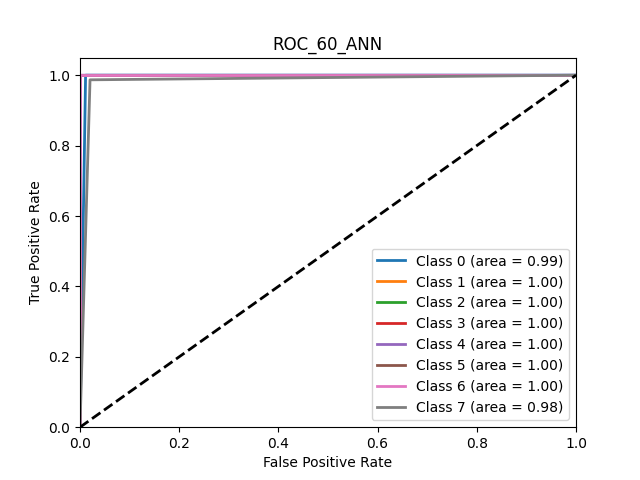 ROC_60_ANN
True Positive Rate
1.0
0.8
0.6
0.4
0.2
0.0
Class 0 (area = 0.99)
Class 1 (area = 1.00)
Class 2 (area = 1.00)
Class 3 (area = 1.00)
Class 4 (area = 1.00)
Class 5 (area = 1.00)
Class 6 (area = 1.00)
Class 7 (area = 0.98)
0.0 0.2 0.4 0.6 0.8 1.0
False Positive Rate